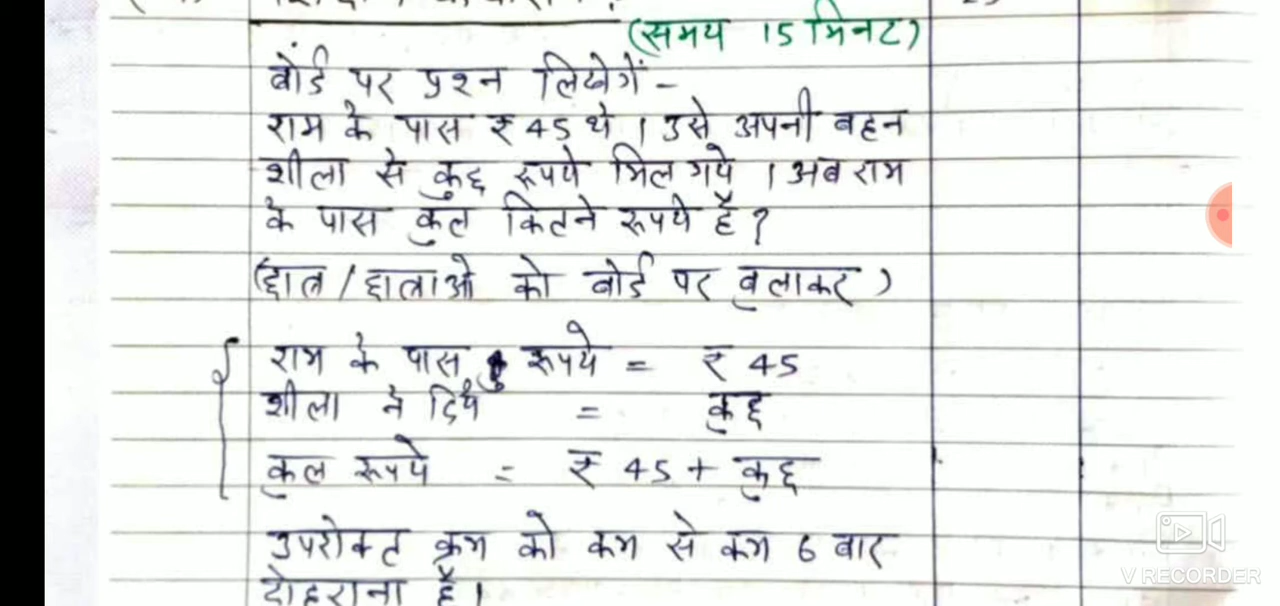 (समय 15 मिनट)
बोर्ड पर प्रश्न लिखेगें -
राम के पास ₹ 45 थे । उसे अपनी बहन
शीला से कुछ रूपये मिल गये । अब राम
के पास कुल कितने रूपये है ?
(छात्र / छात्राओ को बोर्ड पर बुलाकर )
राम के पास रूपये = ₹ 45
शीला ने दिये = कुछ
कुल रूपये = ₹ 45 + कुछ
उपरोक्त क्रम को कम से कम 6 बार
दोहराना है ।
V RECORDER